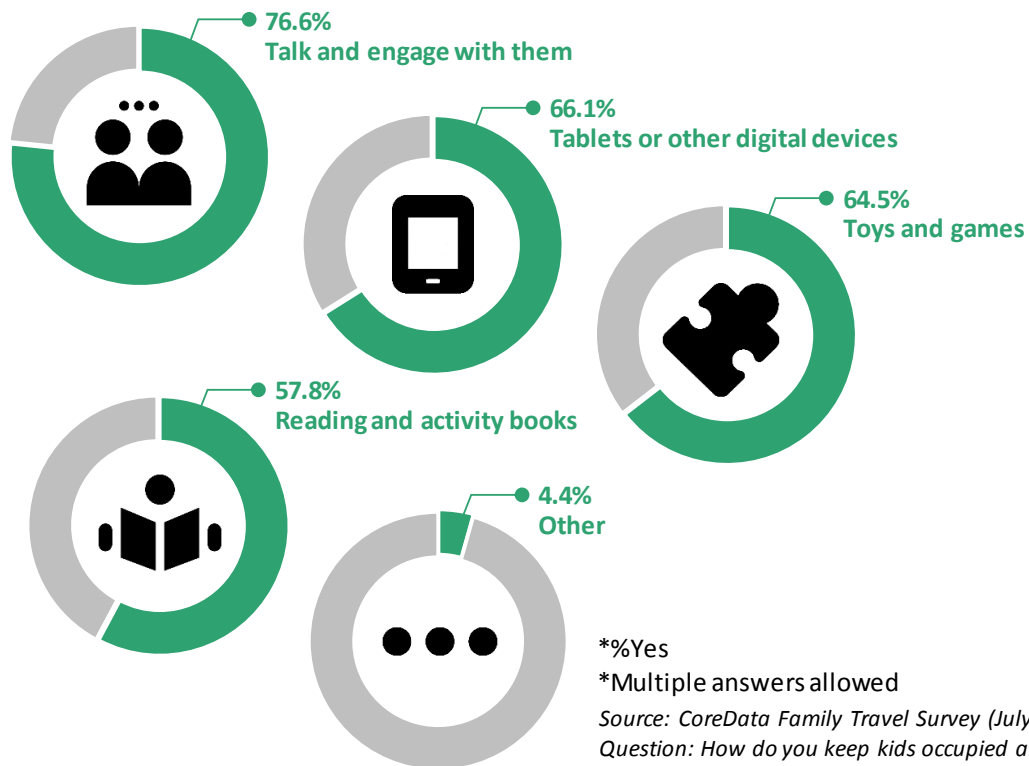 76.6%
Talk and engage with them
66.1%
Tablets or other digital devices
64.5%
Toys and games
57.8%
Reading and activity books
4.4%
Other
*%Yes
*Multiple answers allowed
Source: CoreData Family Travel Survey (July
Question: How do you keep kids occupied a